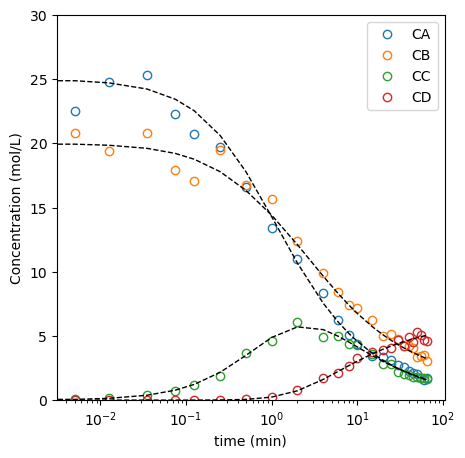 30
25
20
15
10
5
0
Concentration (mol/L)
CA
CB
CC
CD
10⁻² 10⁻¹ 10⁰ 10¹ 10²
time (min)